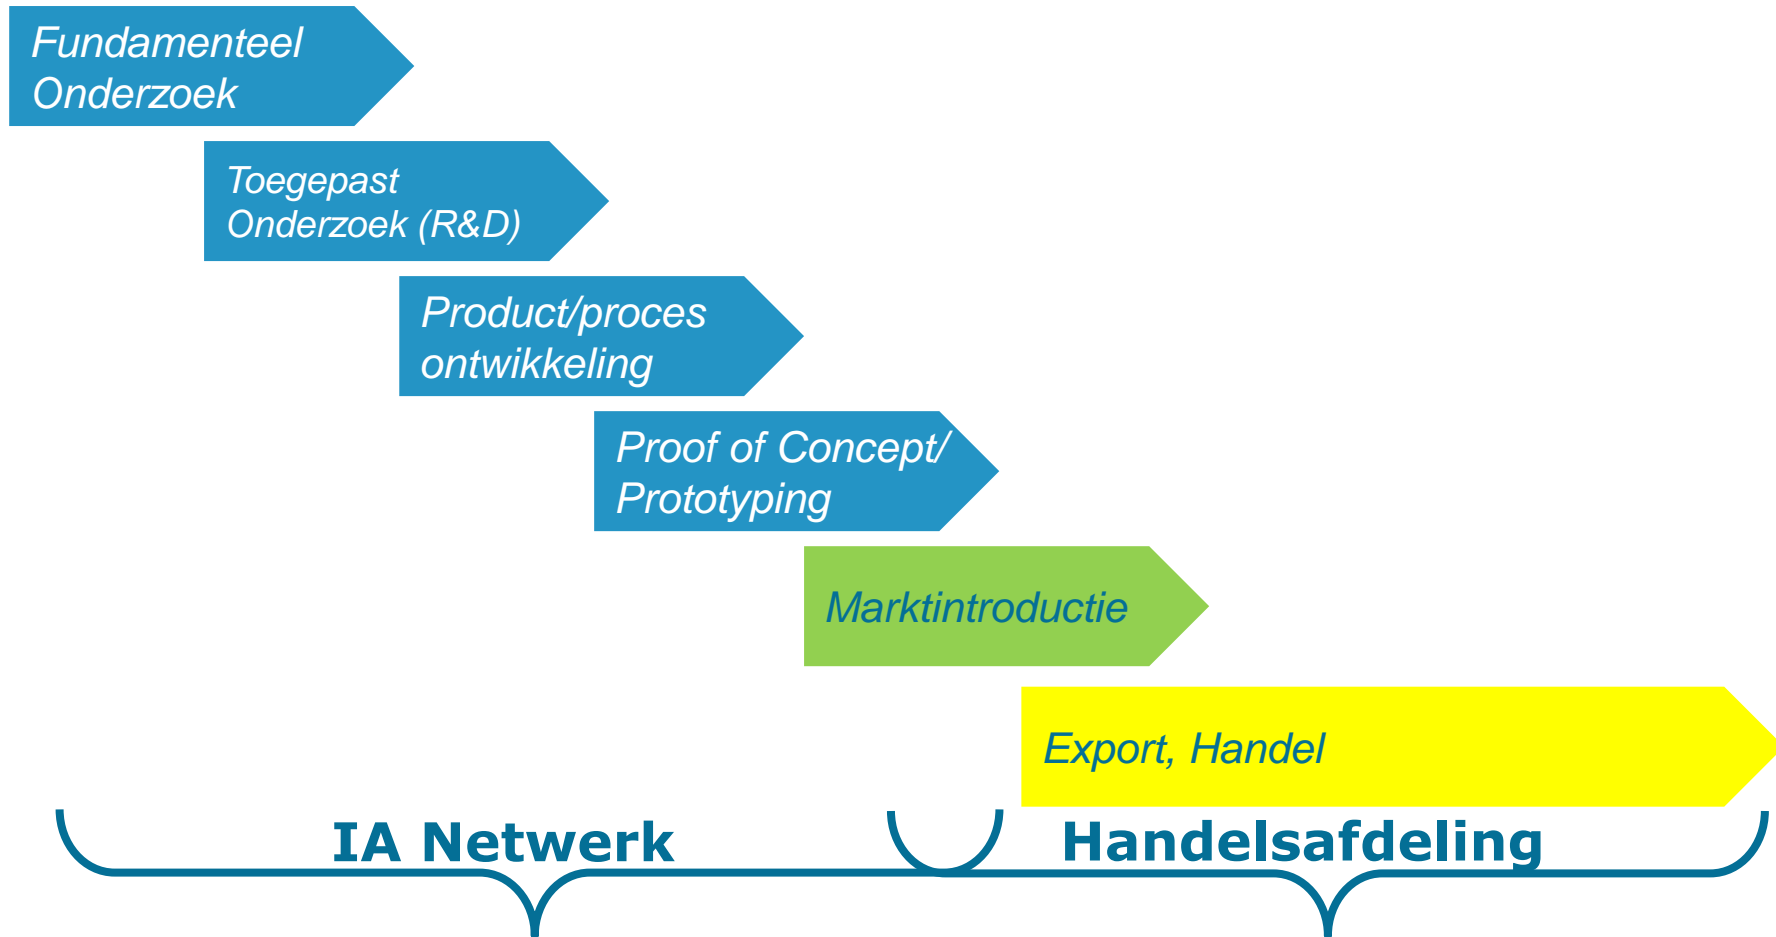 Fundamenteel
Onderzoek
Toegepast
Onderzoek (R&D)
Product/proces
ontwikkeling
Proof of Concept/
Prototyping
Marktintroductie
Export, Handel
IA Netwerk
Handelsafdeling